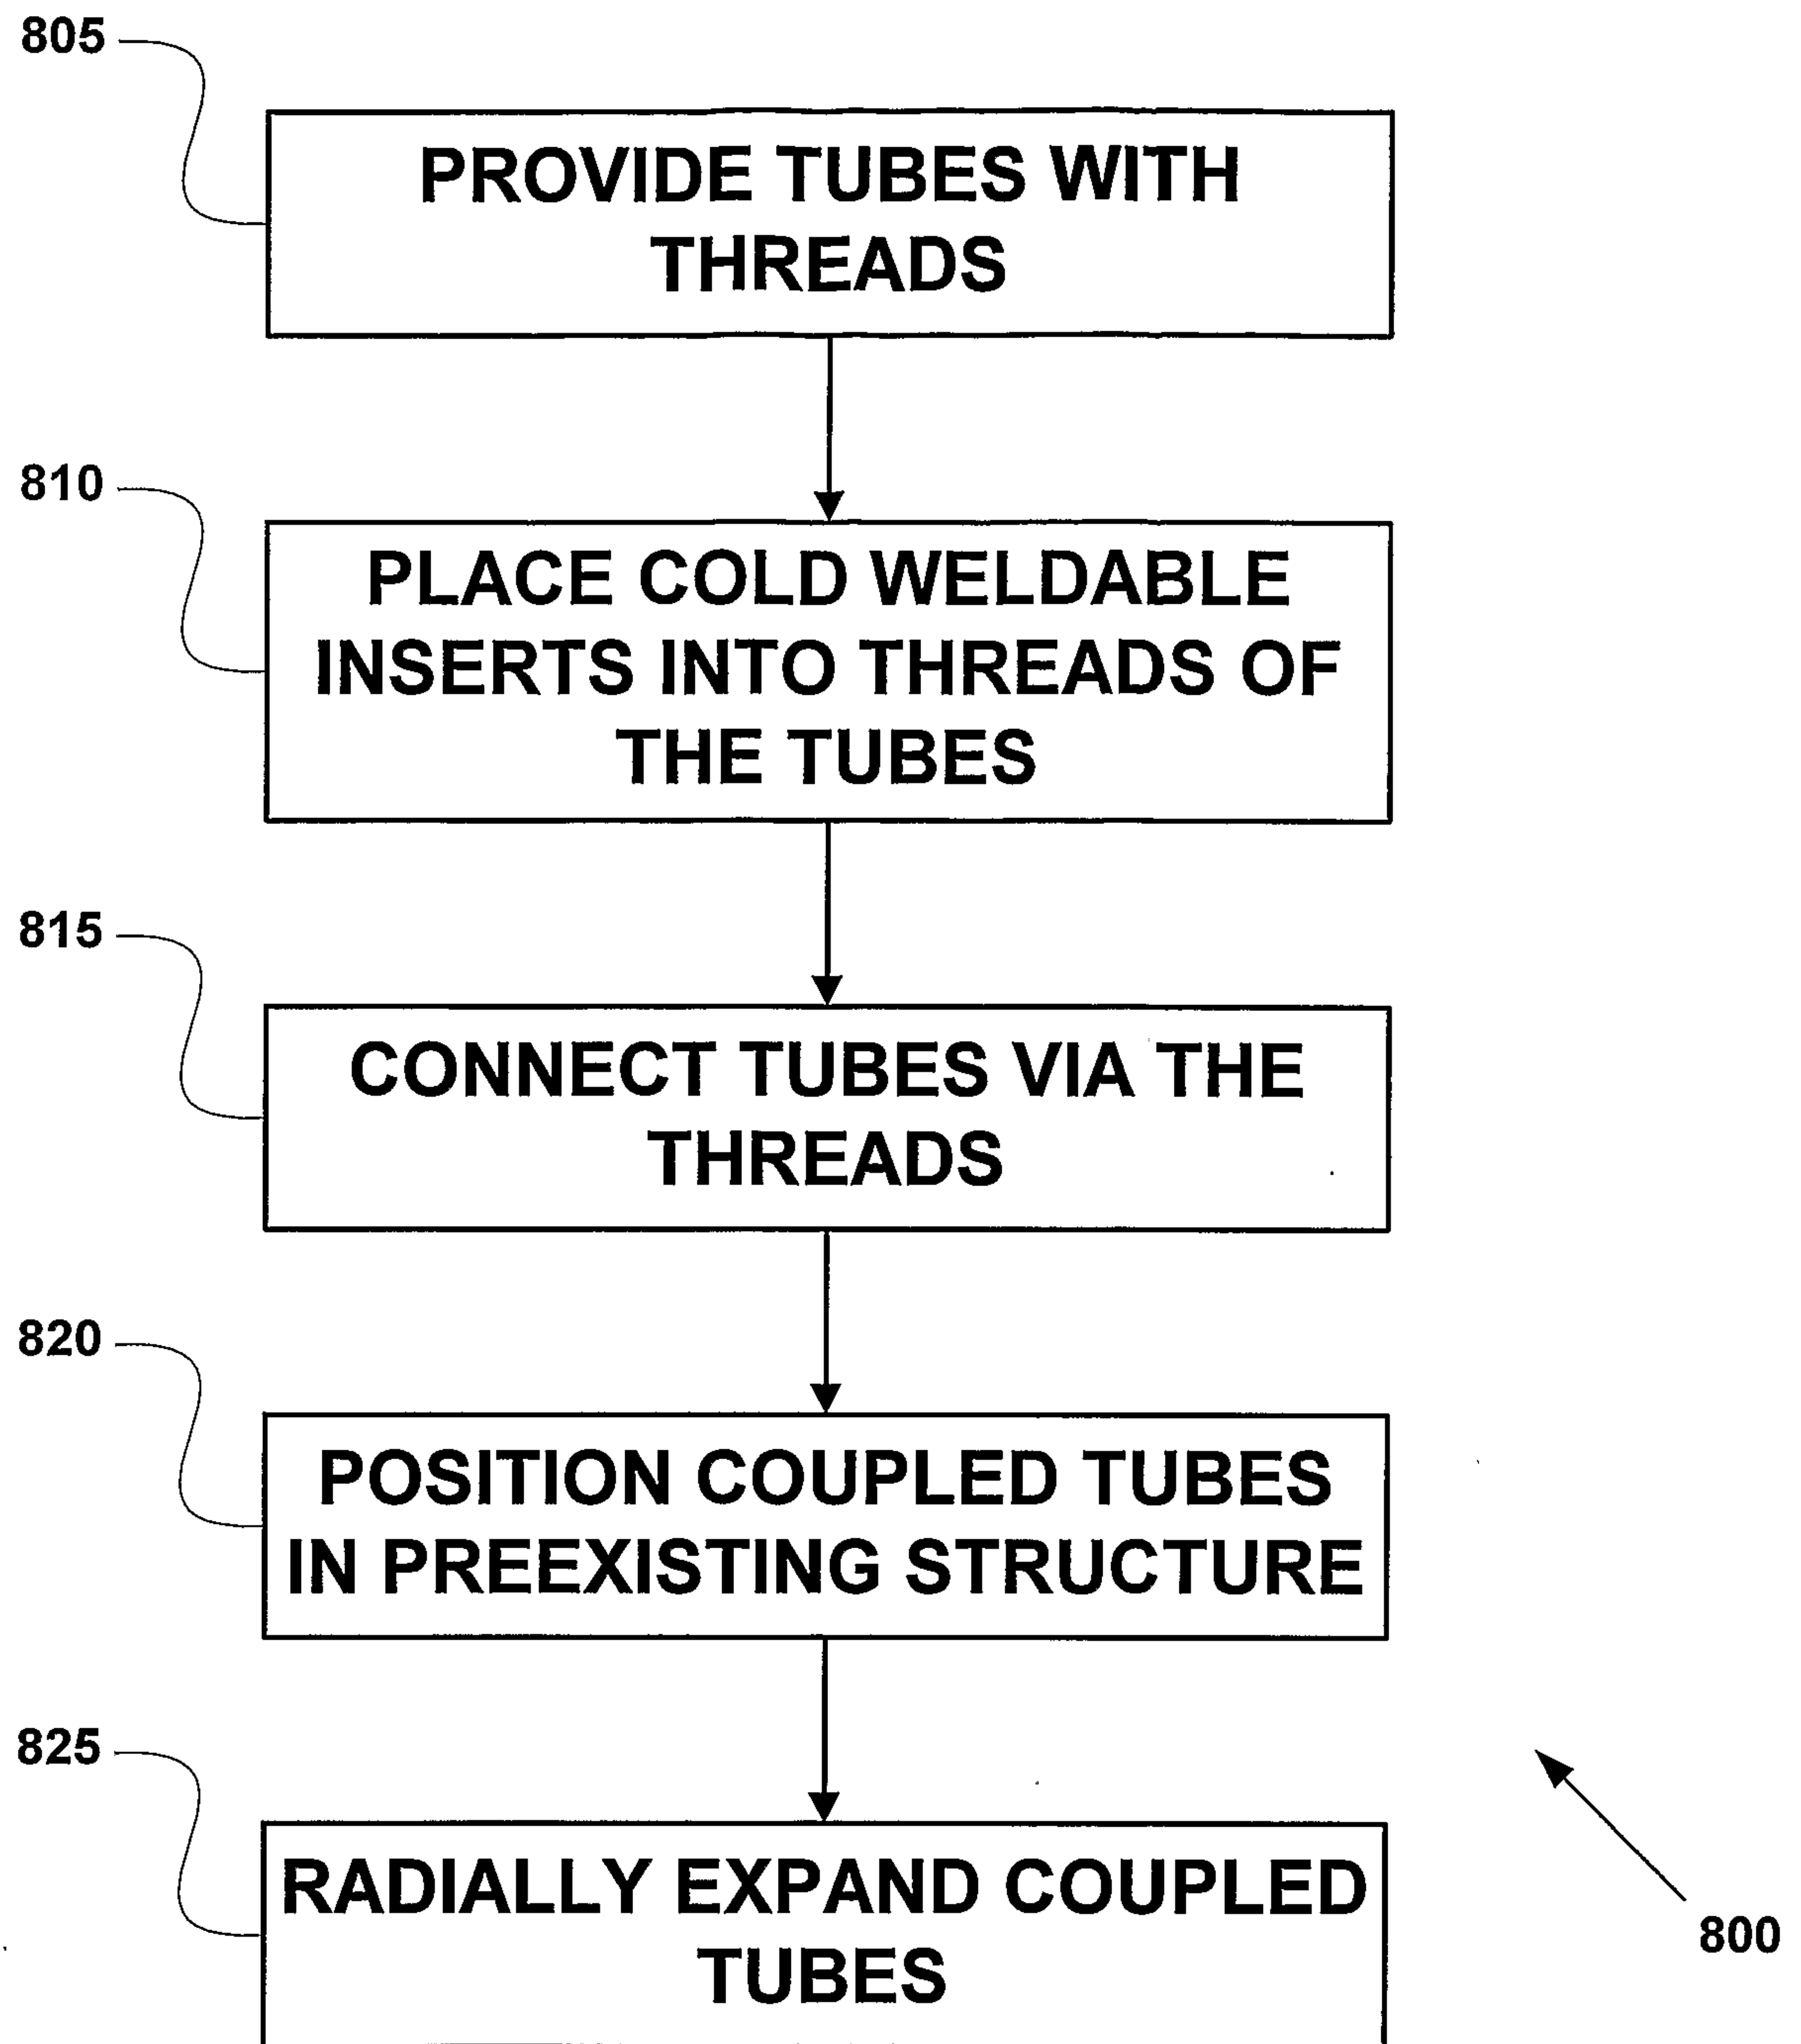 805
PROVIDE TUBES WITH
THREADS
810
PLACE COLD WELDABLE
INSERTS INTO THREADS OF
THE TUBES
815
CONNECT TUBES VIA THE
THREADS
820
POSITION COUPLED TUBES
IN PREEXISTING STRUCTURE
825
RADIALLY EXPAND COUPLED
TUBES
800